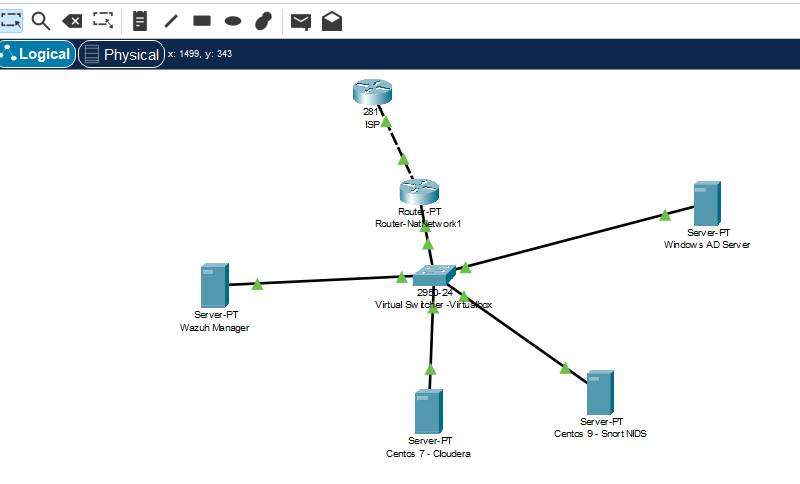 Logical
Physical
x: 1499, y: 343
281
ISP
Router-PT
Router-NatNetwork1
Server-PT
Windows AD Server
2950-24
Virtual Switcher -Virtualbox
Server-PT
Wazuh Manager
Server-PT
Centos 9 - Snort NIDS
Server-PT
Centos 7 - Cloudera